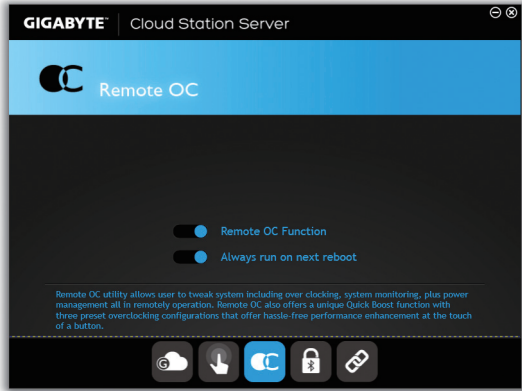 GIGABYTE™ Cloud Station Server
Remote OC
Remote OC Function
Always run on next reboot
Remote OC utility allows user to tweak system including over clocking, system monitoring, plus power
management all in remotely operation. Remote OC also offers a unique Quick Boost function with
three preset overclocking configurations that offer hassle-free performance enhancement at the touch
of a button.
G